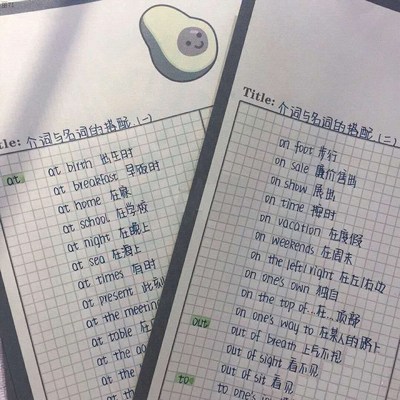 Title: 介词与名词的搭配 (一)
at
at birth 出生时
at breakfast 早饭时
at home 在家
at school 在学校
at night 在晚上
at sea 在海上
at times 有时
at present 此刻
at the meeting
at table 在
at the
at the
at the
Title: 介词与名词的搭配 (二)
on foot 步行
on sale 廉价售出
on show 展出
on time 按时
on vacation 在度假
on weekends 在周末
on the left/right 在左/右边
on one's own 独自
on the top of 在...顶部
on one's way to 在某人的路上
out
out of breath 上气不接
out of sight 看不见
out of sit 看见
to
to one's